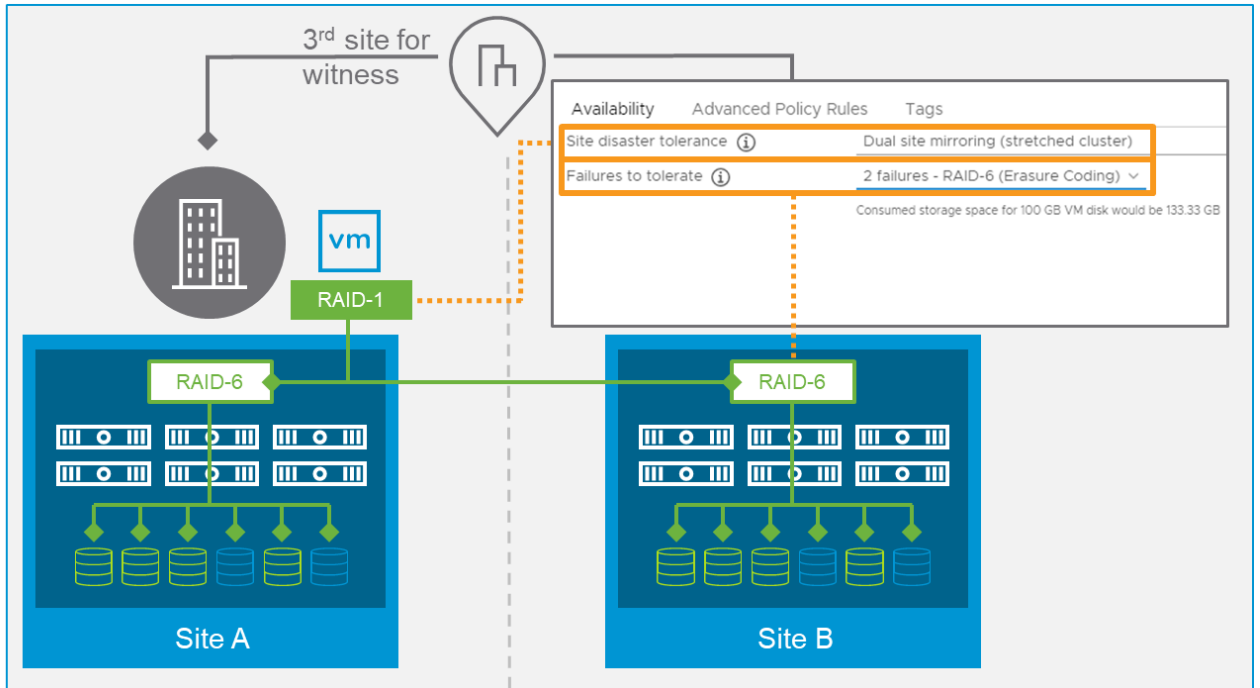 3rd site for
witness
Availability Advanced Policy Rules Tags
Site disaster tolerance Dual site mirroring (stretched cluster)
Failures to tolerate 2 failures - RAID-6 (Erasure Coding)
Consumed storage space for 100 GB VM disk would be 133.33 GB
vm
RAID-1
RAID-6 RAID-6
Site A Site B